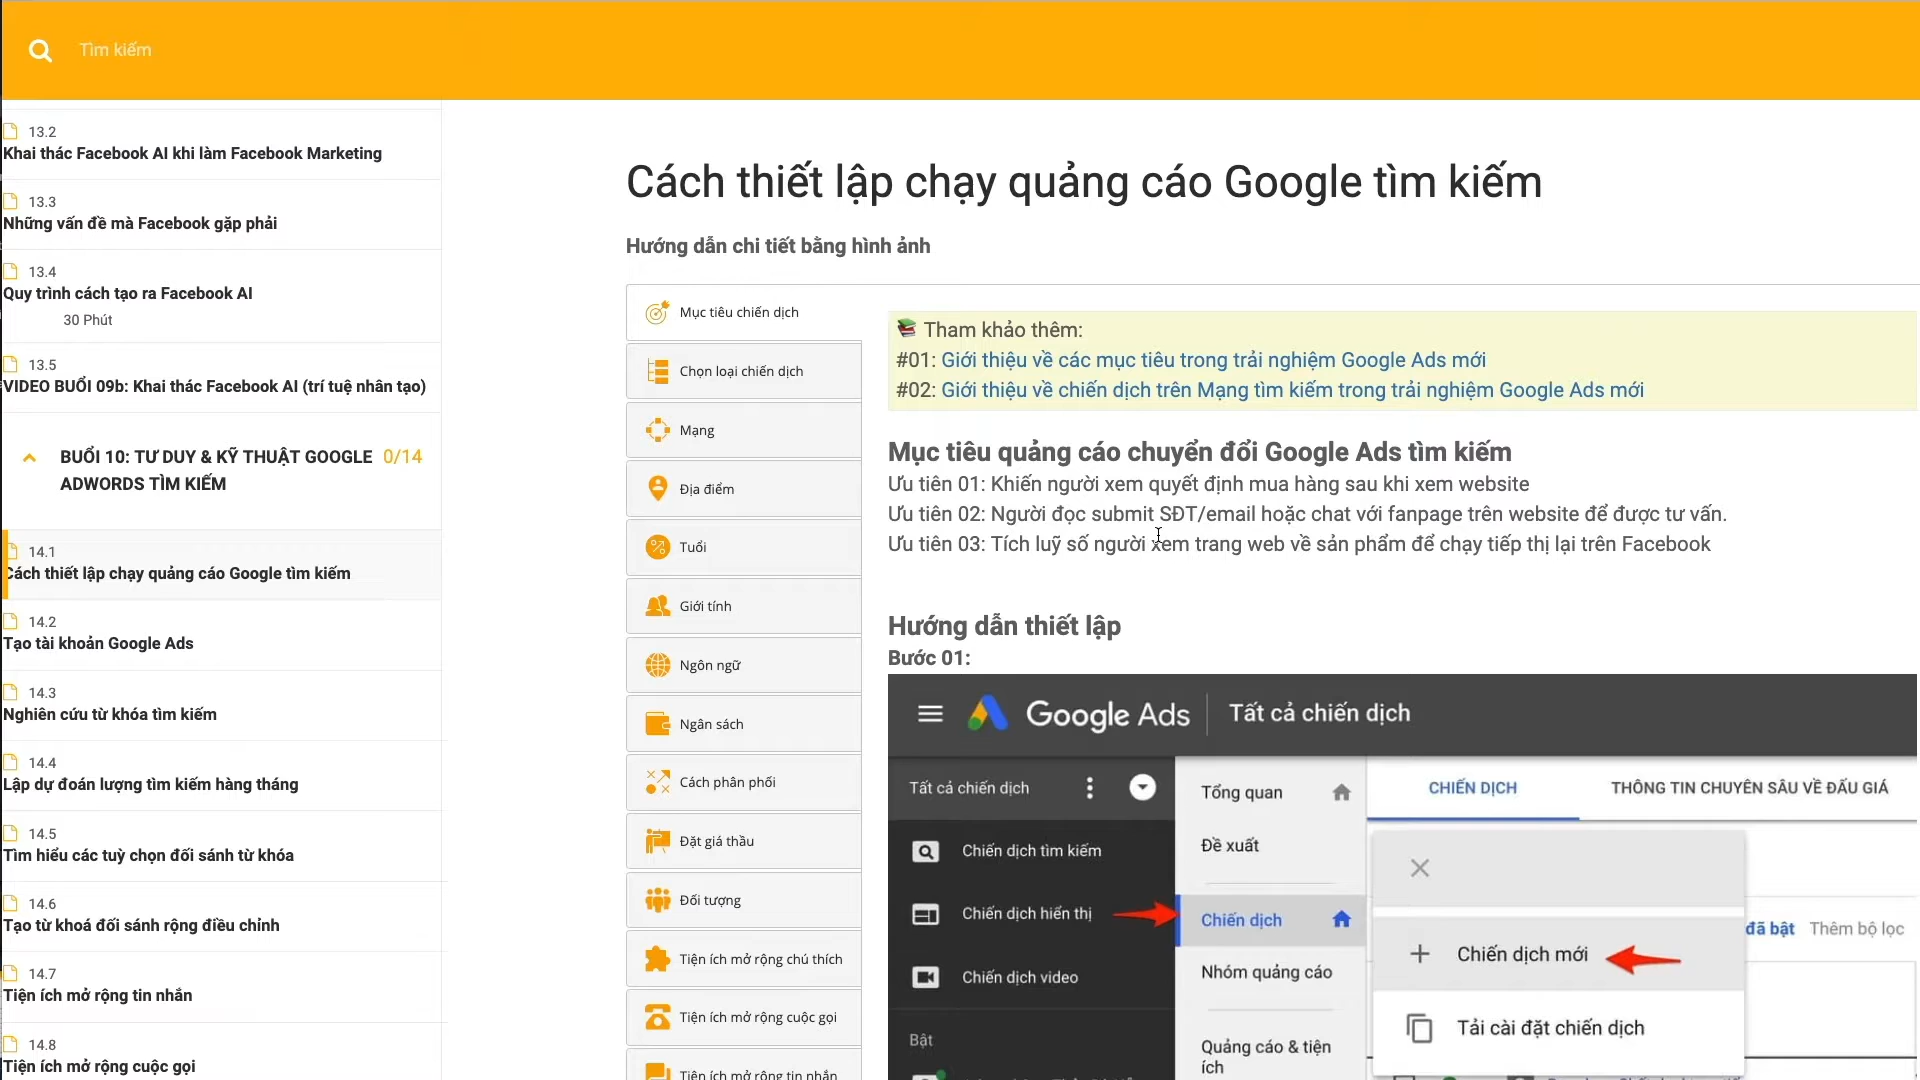 Tìm kiếm
13.2
Khai thác Facebook AI khi làm Facebook Marketing
13.3
Những vấn đề mà Facebook gặp phải
13.4
Quy trình cách tạo ra Facebook AI
30 Phút
13.5
VIDEO BUỔI 09b: Khai thác Facebook AI (trí tuệ nhân tạo)
BUỔI 10: TƯ DUY & KỸ THUẬT GOOGLE 0/14
ADWORDS TÌM KIẾM
14.1
Cách thiết lập chạy quảng cáo Google tìm kiếm
14.2
Tạo tài khoản Google Ads
14.3
Nghiên cứu từ khóa tìm kiếm
14.4
Lập dự đoán lượng tìm kiếm hàng tháng
14.5
Tìm hiểu các tuỳ chọn đối sánh từ khóa
14.6
Tạo từ khoá đối sánh rộng điều chỉnh
14.7
Tiện ích mở rộng tin nhắn
14.8
Tiện ích mở rộng cuộc gọi
Cách thiết lập chạy quảng cáo Google tìm kiếm
Hướng dẫn chi tiết bằng hình ảnh
Mục tiêu chiến dịch
Chọn loại chiến dịch
Mạng
Địa điểm
Tuổi
Giới tính
Ngôn ngữ
Ngân sách
Cách phân phối
Đặt giá thầu
Đối tượng
Tiện ích mở rộng chú thích
Tiện ích mở rộng cuộc gọi
Tiện ích mở rộng tin nhắn
Tham khảo thêm:
#01: Giới thiệu về các mục tiêu trong trải nghiệm Google Ads mới
#02: Giới thiệu về chiến dịch trên Mạng tìm kiếm trong trải nghiệm Google Ads mới
Mục tiêu quảng cáo chuyển đổi Google Ads tìm kiếm
Ưu tiên 01: Khiến người xem quyết định mua hàng sau khi xem website
Ưu tiên 02: Người đọc submit SĐT/email hoặc chat với fanpage trên website để được tư vấn.
Ưu tiên 03: Tích luỹ số người xem trang web về sản phẩm để chạy tiếp thị lại trên Facebook
Hướng dẫn thiết lập
Bước 01:
Google Ads Tất cả chiến dịch
Tất cả chiến dịch
Chiến dịch tìm kiếm
Chiến dịch hiển thị
Chiến dịch video
Bật
Tổng quan
Đề xuất
Chiến dịch
Nhóm quảng cáo
Quảng cáo & tiện
ích
CHIẾN DỊCH THÔNG TIN CHUYÊN SÂU VỀ ĐẤU GIÁ
đã bật Thêm bộ lọc
Chiến dịch mới
Tải cài đặt chiến dịch